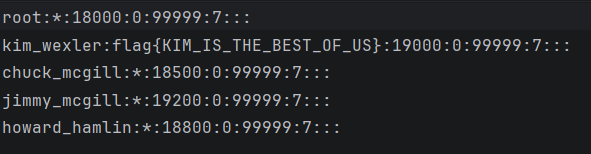 root:*:18000:0:99999:7:::
kim_wexler:flag{KIM_IS_THE_BEST_OF_US}:19000:0:99999:7:::
chuck_mcgill:*:18500:0:99999:7:::
jimmy_mcgill:*:19200:0:99999:7:::
howard_hamlin:*:18800:0:99999:7:::